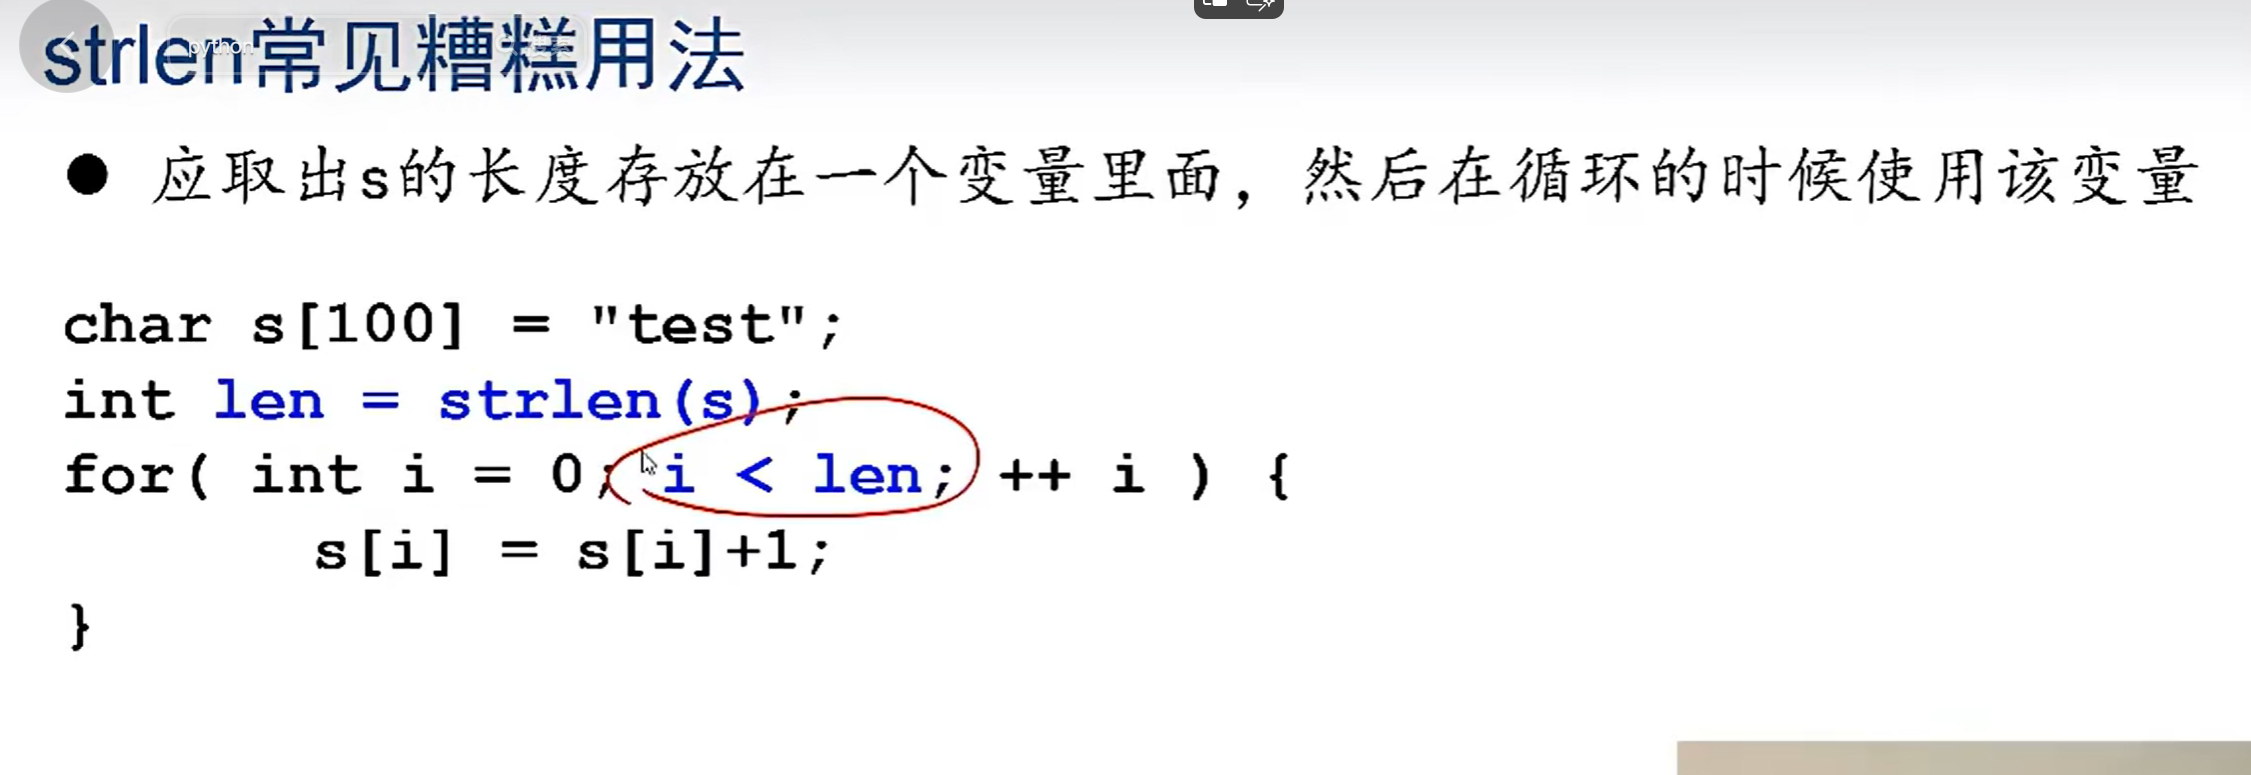 strlen常见糟糕用法
python
● 应取出s的长度存放在一个变量里面，然后在循环的时候使用该变量
char s[100] = "test";
int len = strlen(s);
for( int i = 0; i < len; ++ i ) {
s[i] = s[i]+1;
}